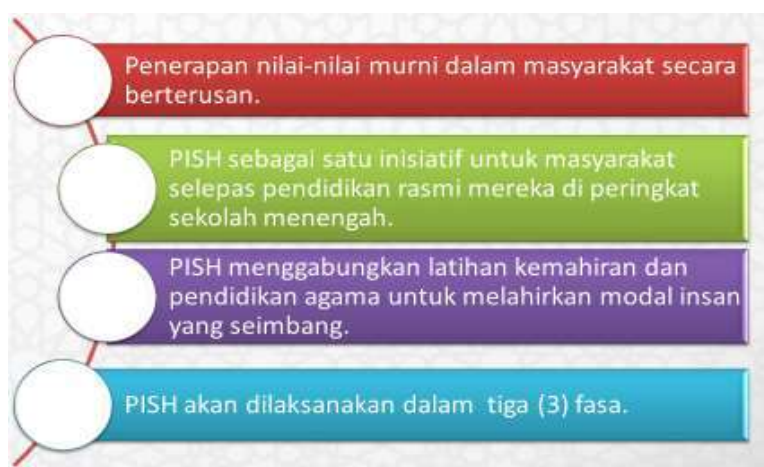 Penerapan nilai-nilai murni dalam masyarakat secara
berterusan.
PISH sebagai satu inisiatif untuk masyarakat
selepas pendidikan rasmi mereka di peringkat
sekolah menengah.
PISH menggabungkan latihan kemahiran dan
pendidikan agama untuk melahirkan modal insan
yang seimbang.
PISH akan dilaksanakan dalam tiga (3) fasa.